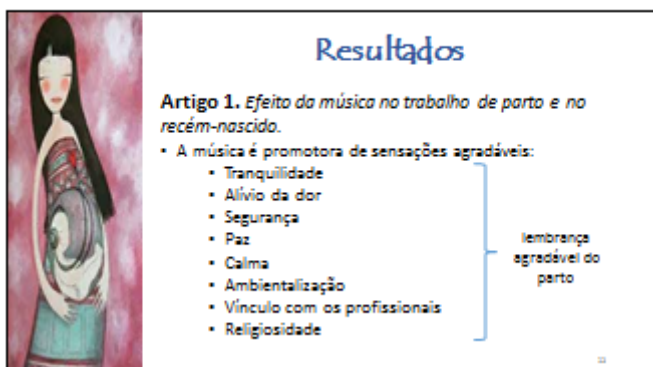 Resultados
Artigo 1. Efeito da música no trabalho de parto e no
recém-nascido.
• A música é promotora de sensações agradáveis:
• Tranquilidade
• Alívio da dor
• Segurança
• Paz
• Calma
• Ambientalização
• Vínculo com os profissionais
• Religiosidade
lembrança
agradável do
parto